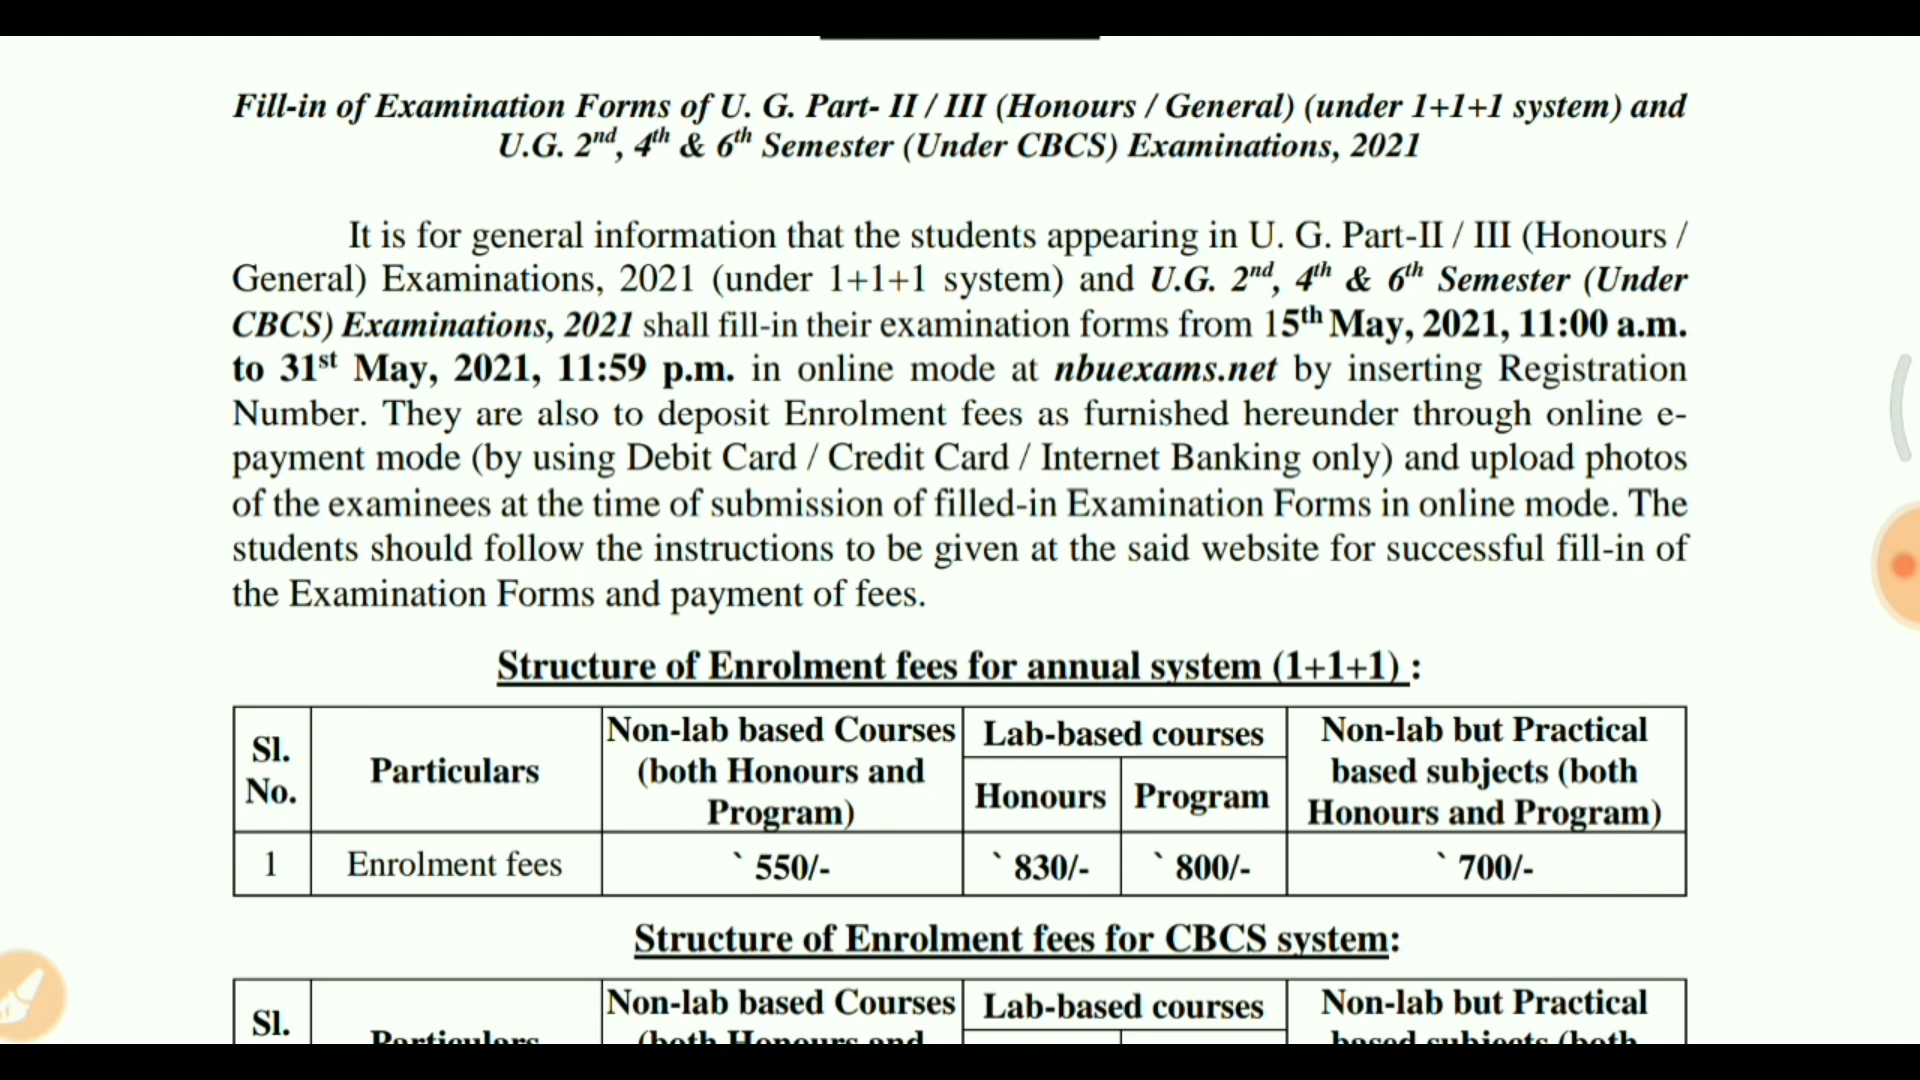 Fill-in of Examination Forms of U. G. Part- II / III (Honours / General) (under 1+1+1 system) and
U.G. 2nd, 4th & 6th Semester (Under CBCS) Examinations, 2021
It is for general information that the students appearing in U. G. Part-II / III (Honours /
General) Examinations, 2021 (under 1+1+1 system) and U.G. 2nd, 4th & 6th Semester (Under
CBCS) Examinations, 2021 shall fill-in their examination forms from 15th May, 2021, 11:00 a.m.
to 31st May, 2021, 11:59 p.m. in online mode at nbuexams.net by inserting Registration
Number. They are also to deposit Enrolment fees as furnished hereunder through online e-
payment mode (by using Debit Card / Credit Card / Internet Banking only) and upload photos
of the examinees at the time of submission of filled-in Examination Forms in online mode. The
students should follow the instructions to be given at the said website for successful fill-in of
the Examination Forms and payment of fees.
Structure of Enrolment fees for annual system (1+1+1) :
Sl.
No.
Particulars
Non-lab based Courses
(both Honours and
Program)
Lab-based courses
Honours
Program
Non-lab but Practical
based subjects (both
Honours and Program)
1
Enrolment fees
` 550/-
` 830/-
` 800/-
` 700/-
Structure of Enrolment fees for CBCS system:
Sl.
Particulars
Non-lab based Courses
(both Honours and
Lab-based courses
Non-lab but Practical
based subjects (both